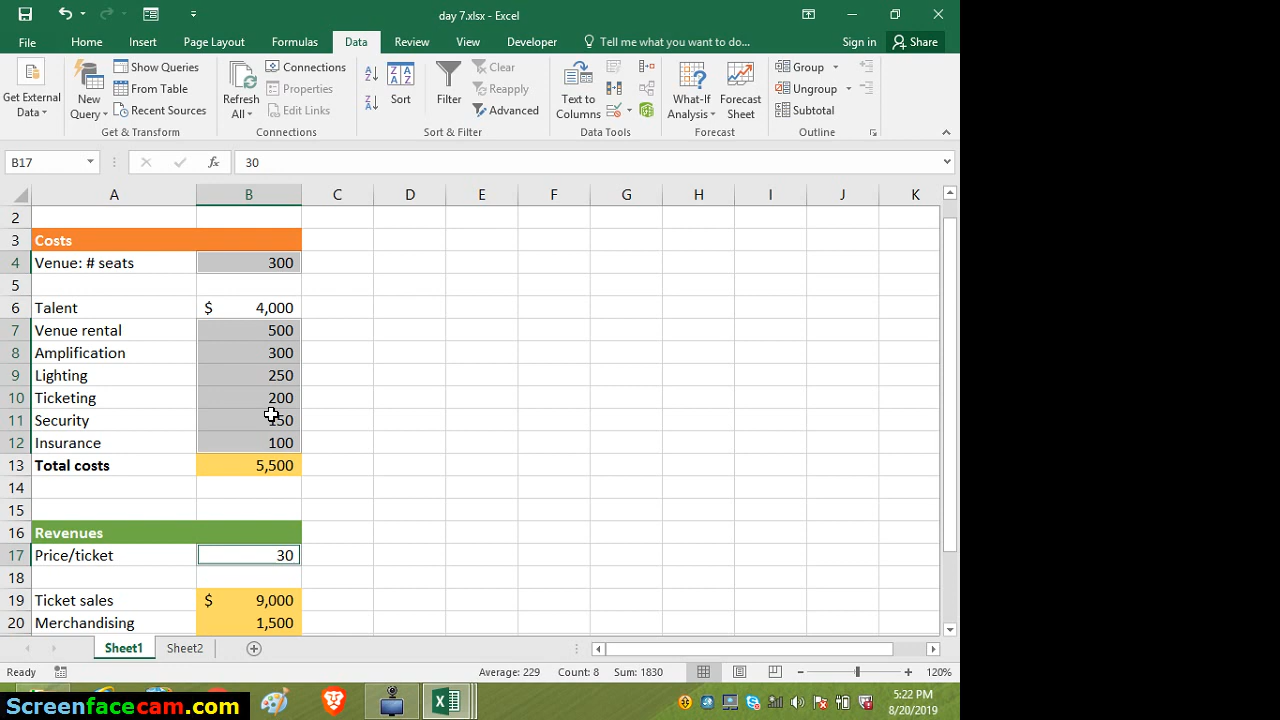 day 7.xlsx - Excel
File Home Insert Page Layout Formulas Data Review View Developer Tell me what you want to do... Sign in Share
Get External Data
New Query
Show Queries
From Table
Recent Sources
Get & Transform
Refresh All
Connections
Properties
Edit Links
Connections
Sort
Filter
Clear
Reapply
Advanced
Sort & Filter
Text to Columns
Data Tools
What-If Analysis
Forecast Sheet
Forecast
Group
Ungroup
Subtotal
Outline
B17 fx 30
A B C D E F G H I J K
2
3 Costs
4 Venue: # seats 300
5
6 Talent $ 4,000
7 Venue rental 500
8 Amplification 300
9 Lighting 250
10 Ticketing 200
11 Security 150
12 Insurance 100
13 Total costs 5,500
14
15
16 Revenues
17 Price/ticket 30
18
19 Ticket sales $ 9,000
20 Merchandising 1,500
Sheet1 Sheet2
Ready Average: 229 Count: 8 Sum: 1830 120%
Screenfacecam.com
5:22 PM
8/20/2019